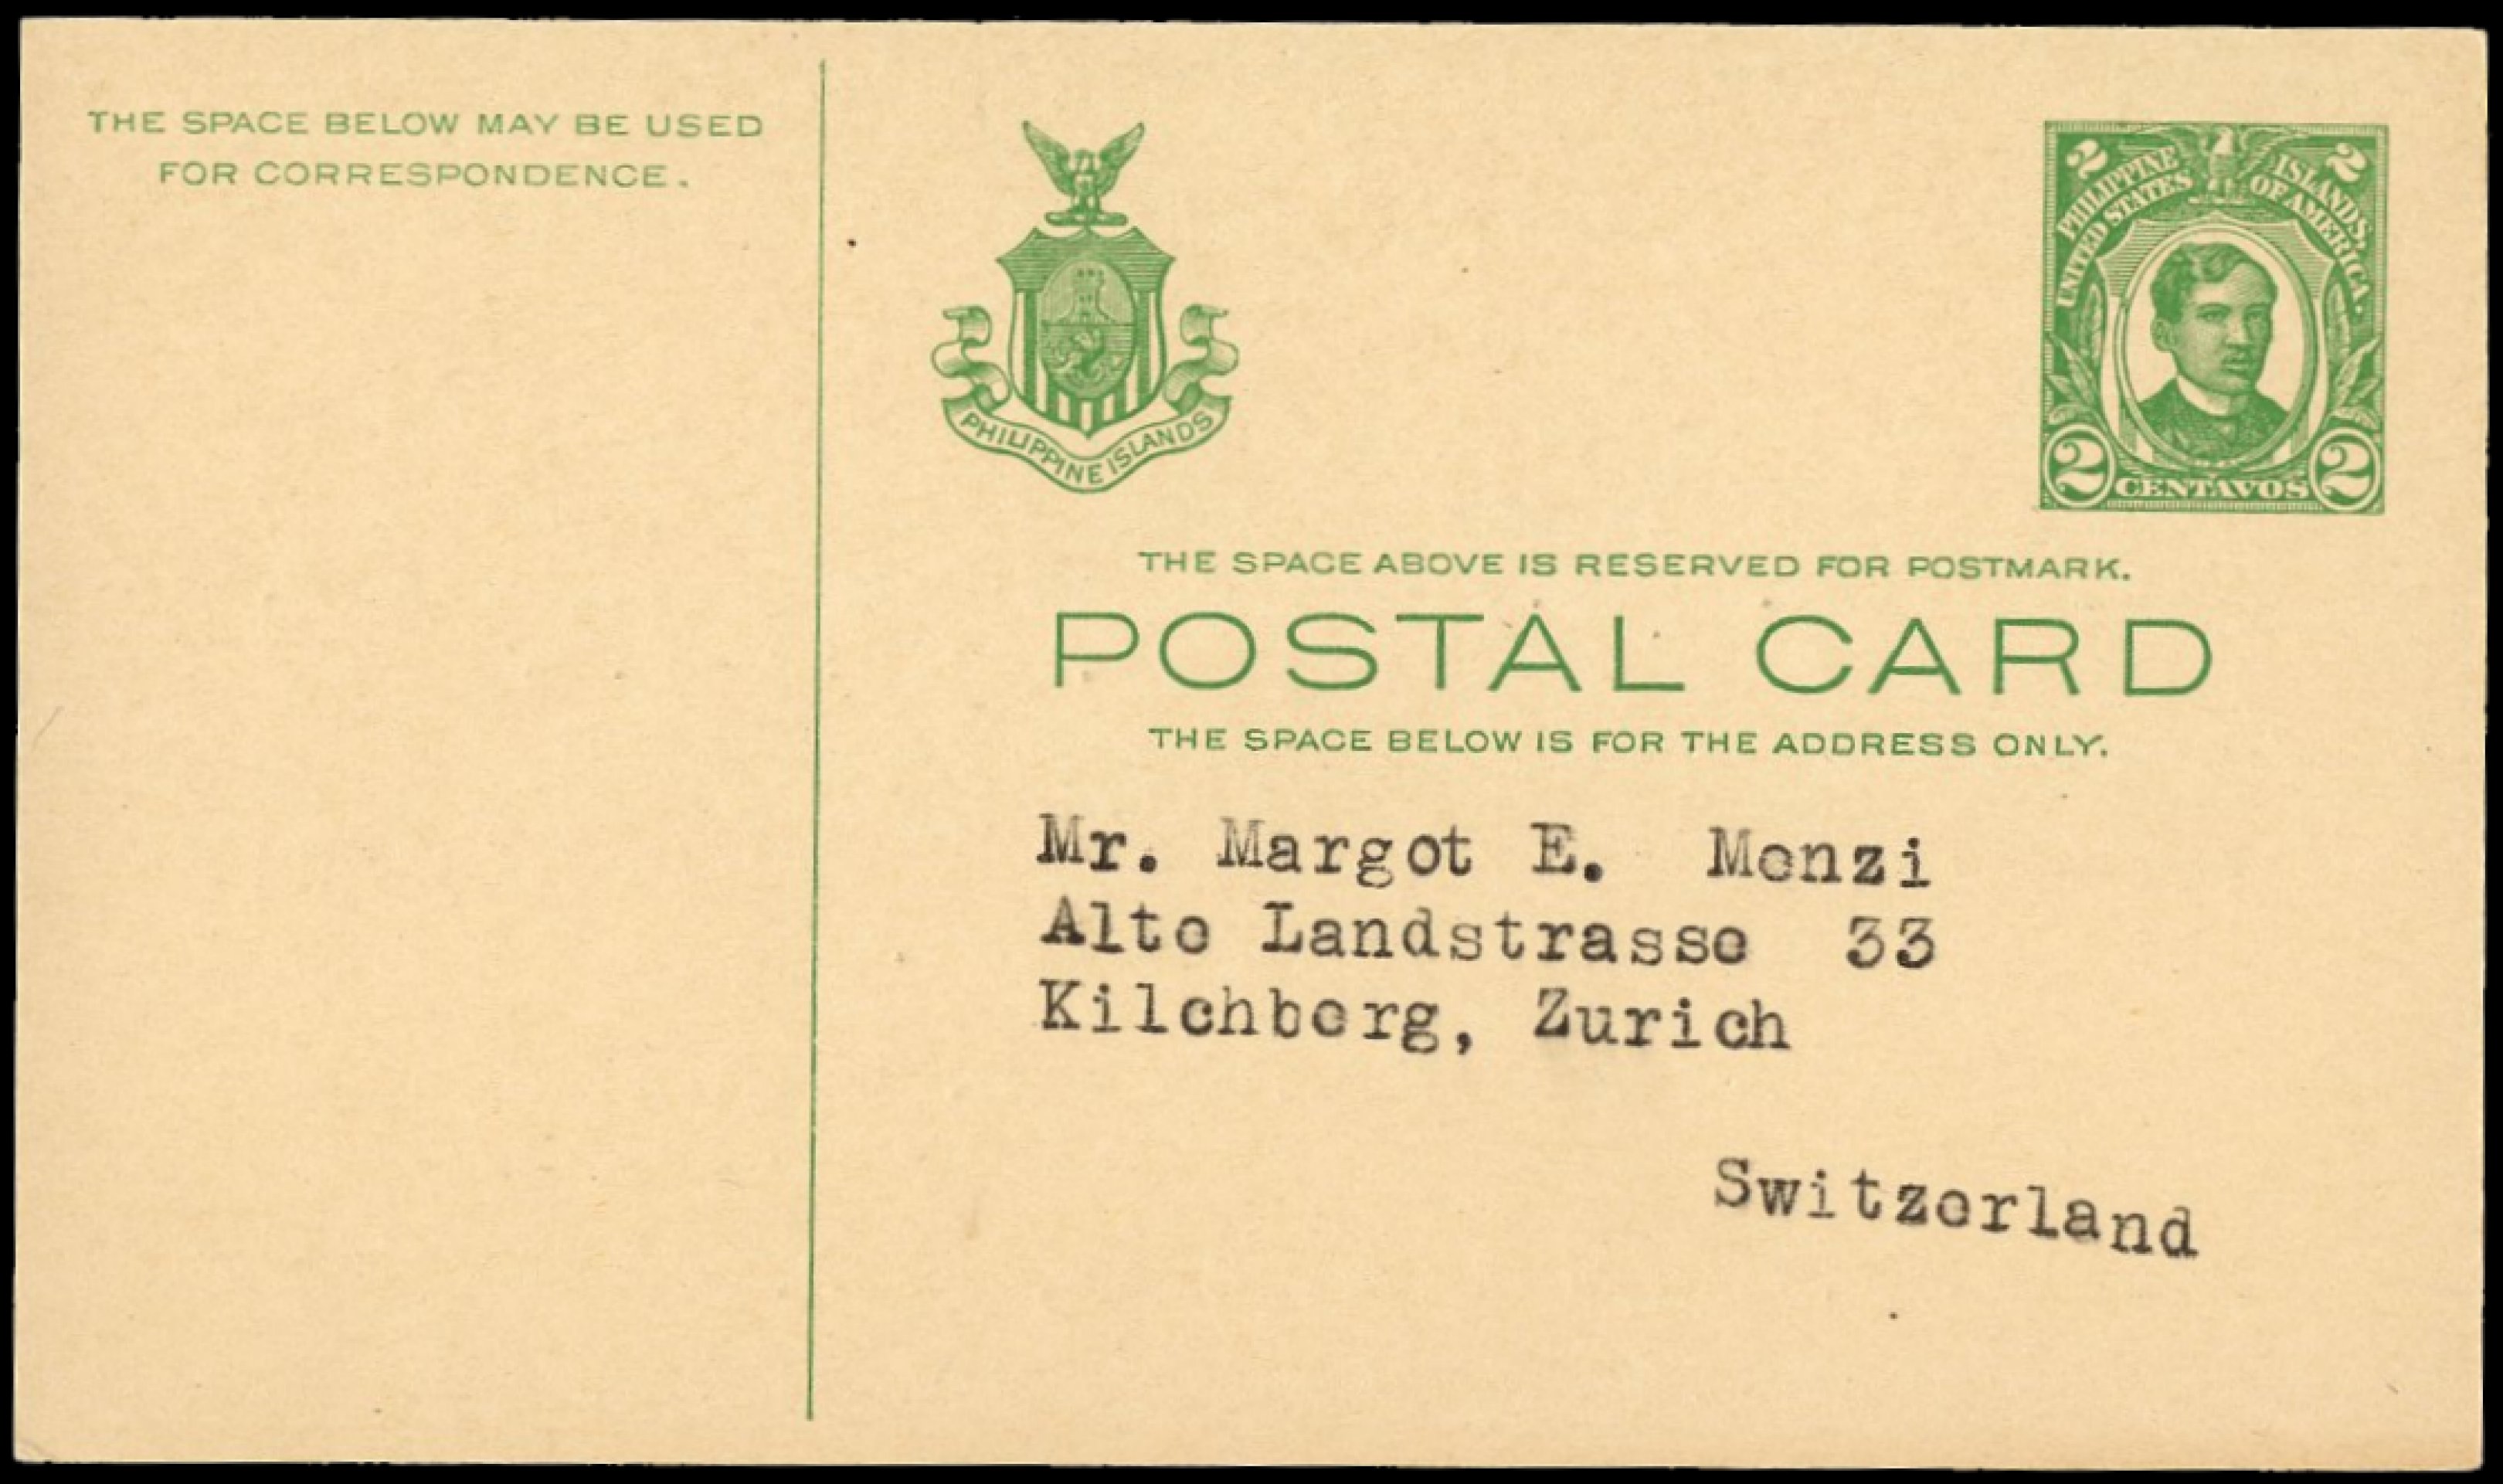 THE SPACE BELOW MAY BE USED
FOR CORRESPONDENCE.
PHILIPPINE ISLANDS
2 2
PHILIPPINE ISLANDS,
UNITED STATES OF AMERICA.
2 CENTAVOS 2
THE SPACE ABOVE IS RESERVED FOR POSTMARK.
POSTAL CARD
THE SPACE BELOW IS FOR THE ADDRESS ONLY.
Mr. Margot E. Menzi
Alte Landstrasse 33
Kilchberg, Zurich
Switzerland